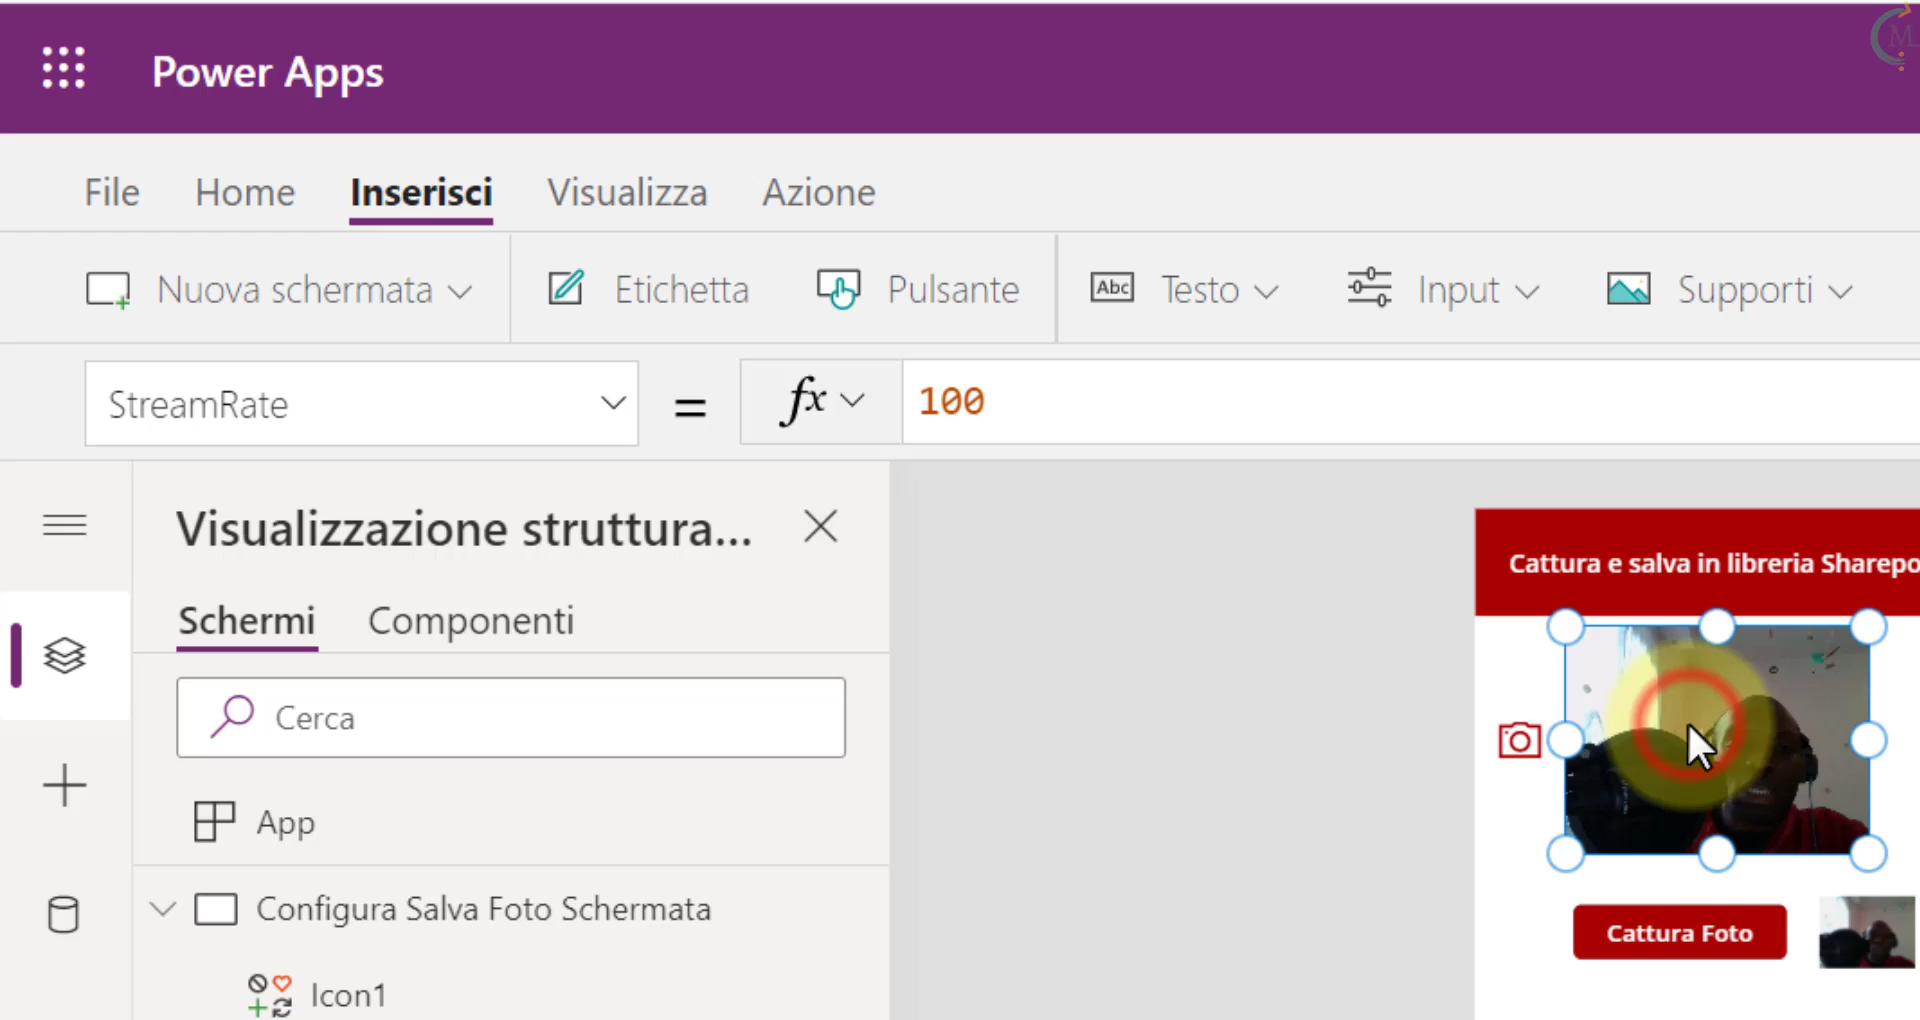 Power Apps
File Home Inserisci Visualizza Azione
Nuova schermata Etichetta Pulsante Abc Testo Input Supporti
StreamRate = fx 100
Visualizzazione struttura...
Schermi Componenti
Cerca
App
Configura Salva Foto Schermata
Icon1
Cattura e salva in libreria Sharepo
Cattura Foto
M